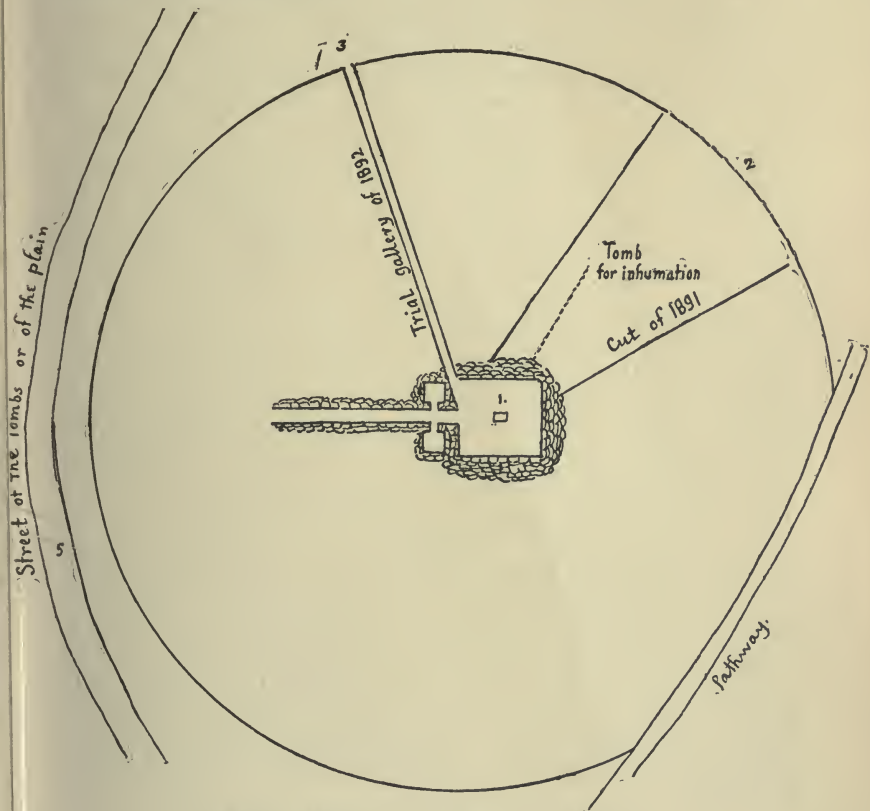 3
2
Trial gallery of 1892
Tomb
for inhumation
Cut of 1891
1.
Street of the Tombs or of the plain
5
Pathway.